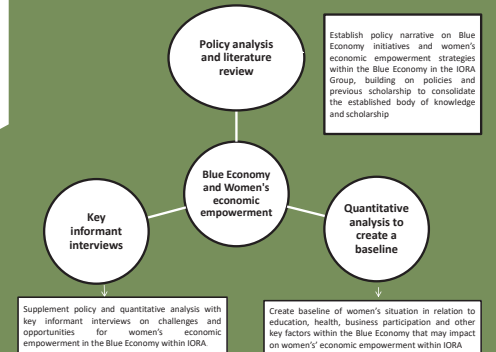 Policy analysis
and literature
review
Establish policy narrative on Blue
Economy initiatives and women's
economic empowerment strategies
within the Blue Economy in the IORA
Group, building on policies and
previous scholarship to consolidate
the established body of knowledge
and scholarship
Blue Economy
and Women's
economic
empowerment
Key
informant
interviews
Quantitative
analysis to
create a
baseline
Supplement policy and quantitative analysis with
key informant interviews on challenges and
opportunities for women's economic
empowerment in the Blue Economy within IORA.
Create baseline of women's situation in relation to
education, health, business participation and other
key factors within the Blue Economy that may impact
on women's' economic empowerment within IORA